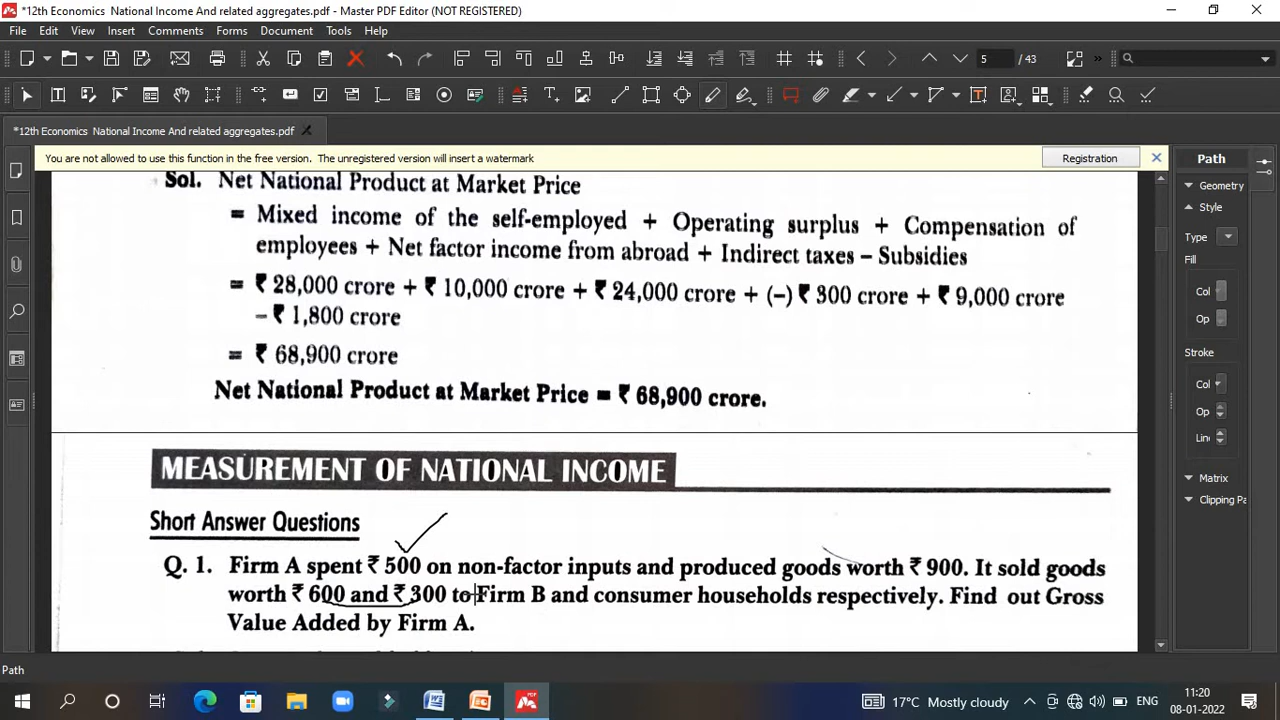 *12th Economics  National Income And related aggregates.pdf - Master PDF Editor (NOT REGISTERED)
File Edit View Insert Comments Forms Document Tools Help
5 / 43
*12th Economics  National Income And related aggregates.pdf
You are not allowed to use this function in the free version.  The unregistered version will insert a watermark
Registration
Path
Geometry
Style
Type
Fill
Col
Op
Stroke
Col
Op
Lin
Matrix
Clipping Pa
Sol. Net National Product at Market Price
= Mixed income of the self-employed + Operating surplus + Compensation of
employees + Net factor income from abroad + Indirect taxes – Subsidies
= ₹ 28,000 crore + ₹ 10,000 crore + ₹ 24,000 crore + (–) ₹ 300 crore + ₹ 9,000 crore
– ₹ 1,800 crore
= ₹ 68,900 crore
Net National Product at Market Price = ₹ 68,900 crore.
MEASUREMENT OF NATIONAL INCOME
Short Answer Questions
Q. 1. Firm A spent ₹ 500 on non-factor inputs and produced goods worth ₹ 900. It sold goods
worth ₹ 600 and ₹ 300 to Firm B and consumer households respectively. Find out Gross
Value Added by Firm A.
Path
17°C Mostly cloudy
ENG
11:20
08-01-2022